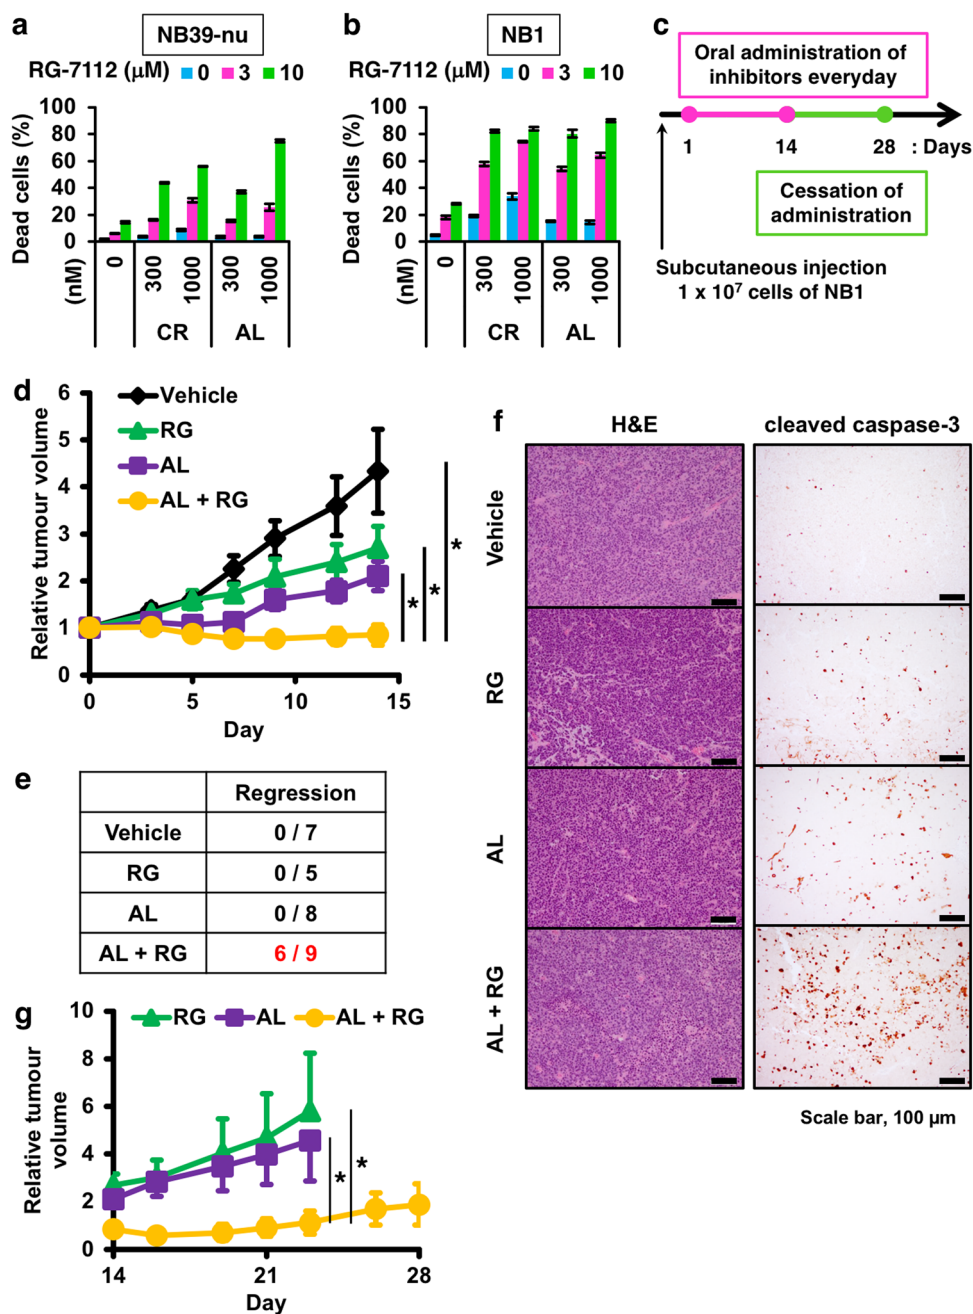 a
NB39-nu
RG-7112 (µM) 0 3 10
Dead cells (%)
100
80
60
40
20
0
(nM)
0
300
1000
300
1000
CR
AL
b
NB1
RG-7112 (µM) 0 3 10
Dead cells (%)
100
80
60
40
20
0
(nM)
0
300
1000
300
1000
CR
AL
c
Oral administration of
inhibitors everyday
1 14 28 : Days
Cessation of
administration
Subcutaneous injection
1 x 10⁷ cells of NB1
d
Relative tumour volume
6
5
4
3
2
1
0
Vehicle
RG
AL
AL + RG
*
*
*
0 5 10 15
Day
e
Regression
Vehicle 0 / 7
RG 0 / 5
AL 0 / 8
AL + RG 6 / 9
f
H&E cleaved caspase-3
Vehicle
RG
AL
AL + RG
Scale bar, 100 µm
g
RG AL AL + RG
Relative tumour
volume
10
8
6
4
2
0
*
*
14 21 28
Day